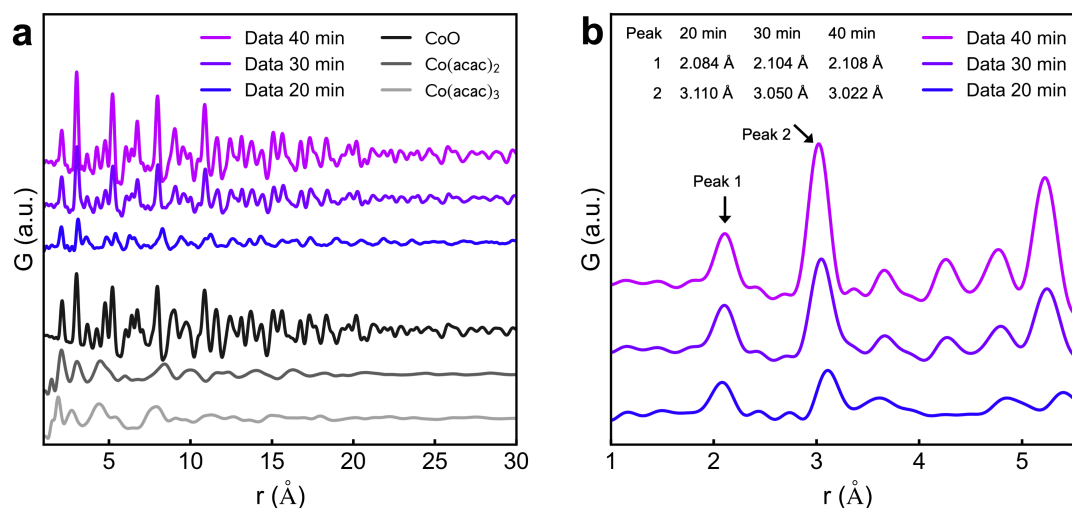 a
Data 40 min CoO
Data 30 min Co(acac)₂
Data 20 min Co(acac)₃
G (a.u.)
5 10 15 20 25 30
r (Å)
b
Peak 20 min 30 min 40 min
1 2.084 Å 2.104 Å 2.108 Å
2 3.110 Å 3.050 Å 3.022 Å
Data 40 min
Data 30 min
Data 20 min
Peak 2
Peak 1
G (a.u.)
1 2 3 4 5
r (Å)